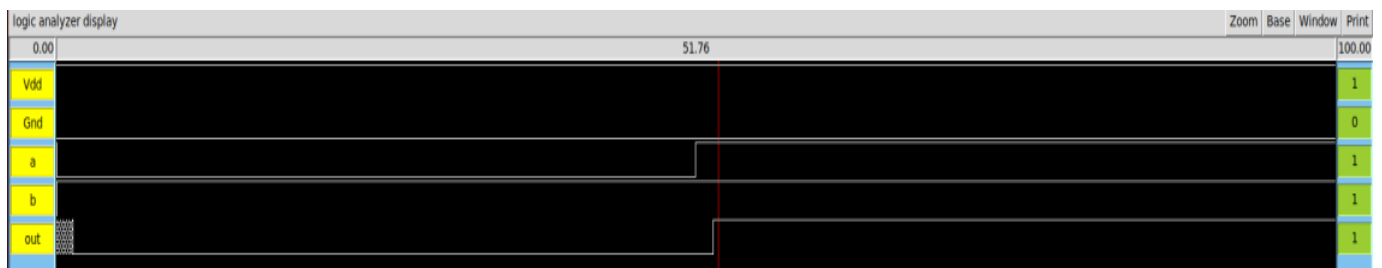 logic analyzer display Zoom Base Window Print
0.00 51.76 100.00
Vdd 1
Gnd 0
a 1
b 1
out 1